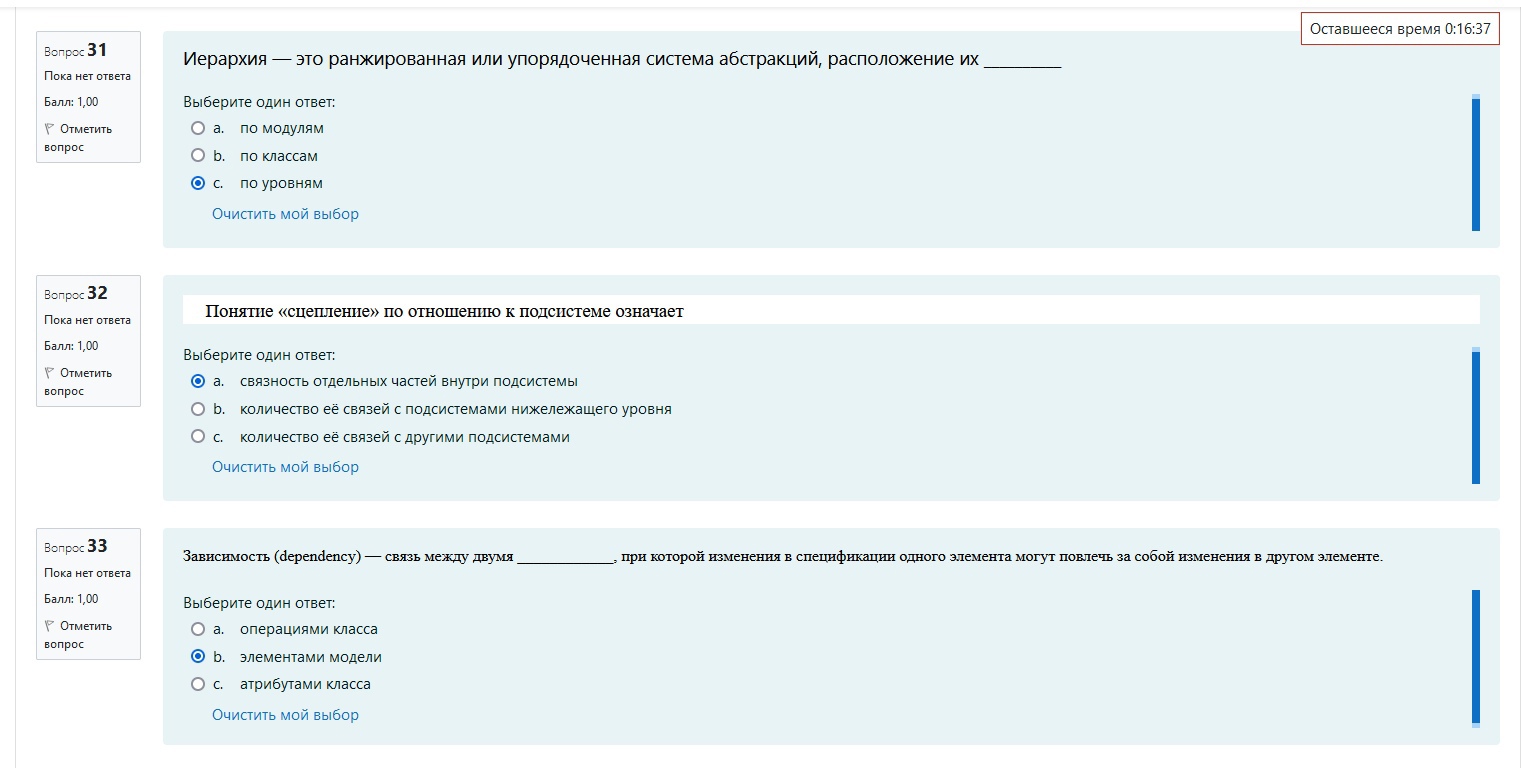 Оставшееся время 0:16:37
Вопрос 31
Пока нет ответа
Балл: 1,00
Отметить
вопрос
Иерархия — это ранжированная или упорядоченная система абстракций, расположение их _________
Выберите один ответ:
a. по модулям
b. по классам
c. по уровням
Очистить мой выбор
Вопрос 32
Пока нет ответа
Балл: 1,00
Отметить
вопрос
Понятие «сцепление» по отношению к подсистеме означает
Выберите один ответ:
a. связность отдельных частей внутри подсистемы
b. количество её связей с подсистемами нижележащего уровня
c. количество её связей с другими подсистемами
Очистить мой выбор
Вопрос 33
Пока нет ответа
Балл: 1,00
Отметить
вопрос
Зависимость (dependency) — связь между двумя _____________, при которой изменения в спецификации одного элемента могут повлечь за собой изменения в другом элементе.
Выберите один ответ:
a. операциями класса
b. элементами модели
c. атрибутами класса
Очистить мой выбор